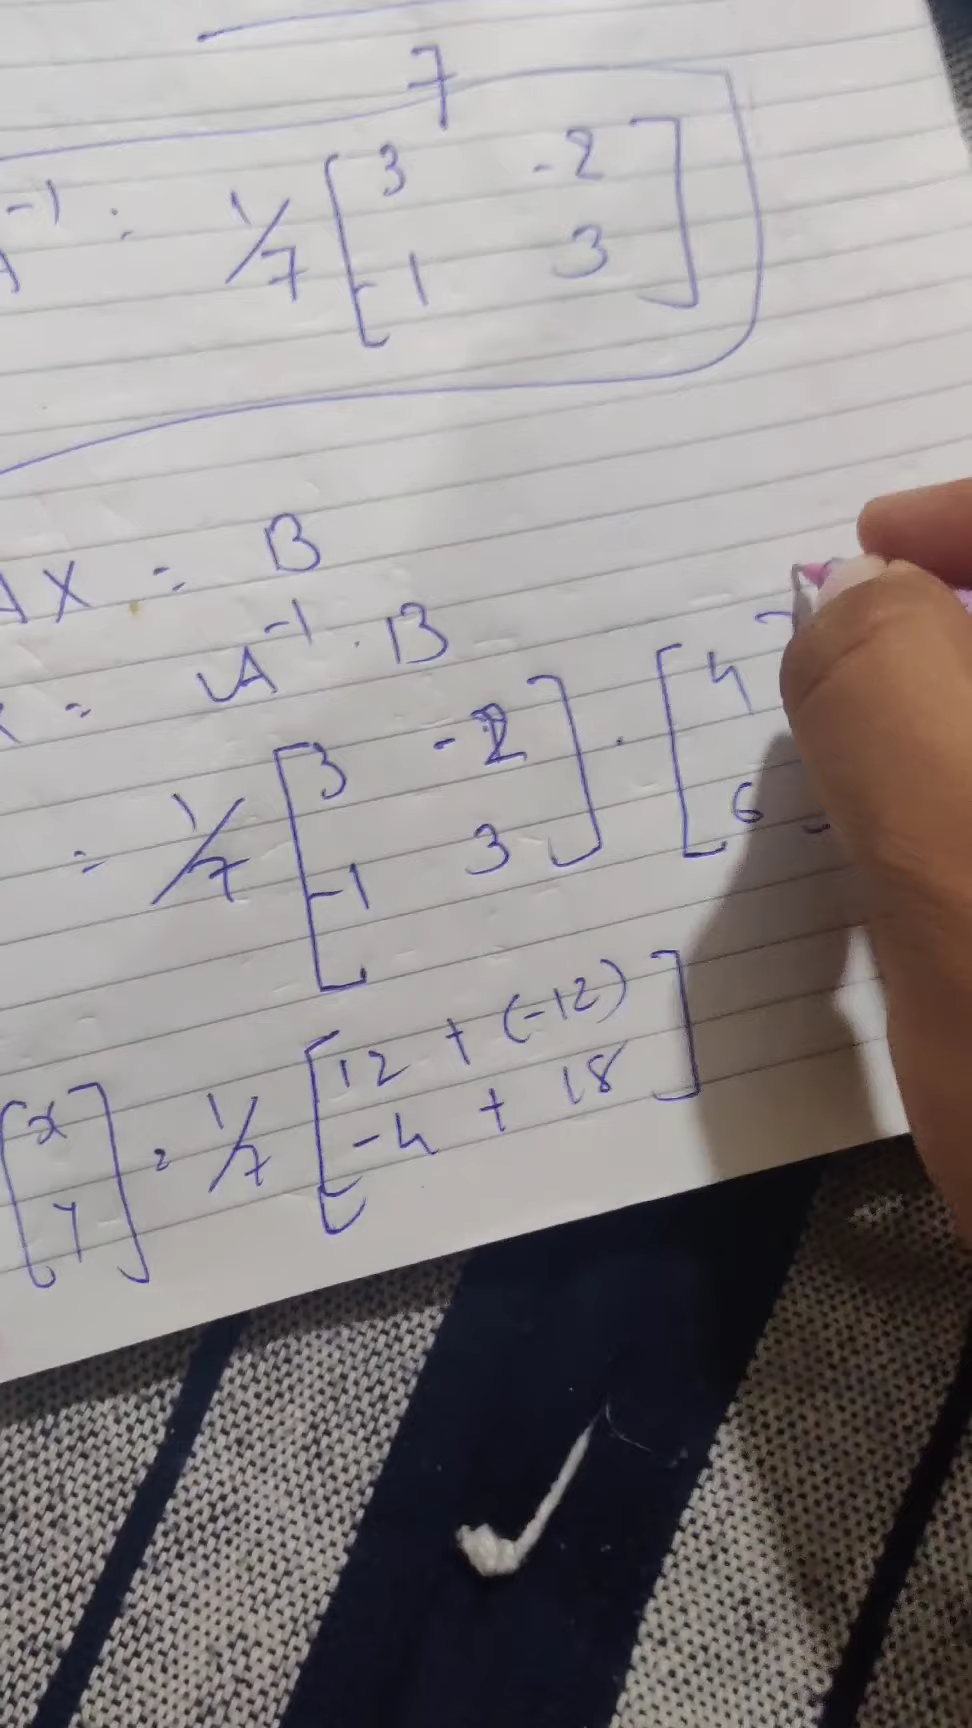 7
A⁻¹ = 1/7 [ 3 -2
-1 3 ]
AX = B
X = A⁻¹ . B
= 1/7 [ 3 -2 ] . [ 4 ]
[ -1 3 ] [ 6 ]
[ x ] = 1/7 [ 12 + (-12) ]
[ y ] [ -4 + 18 ]